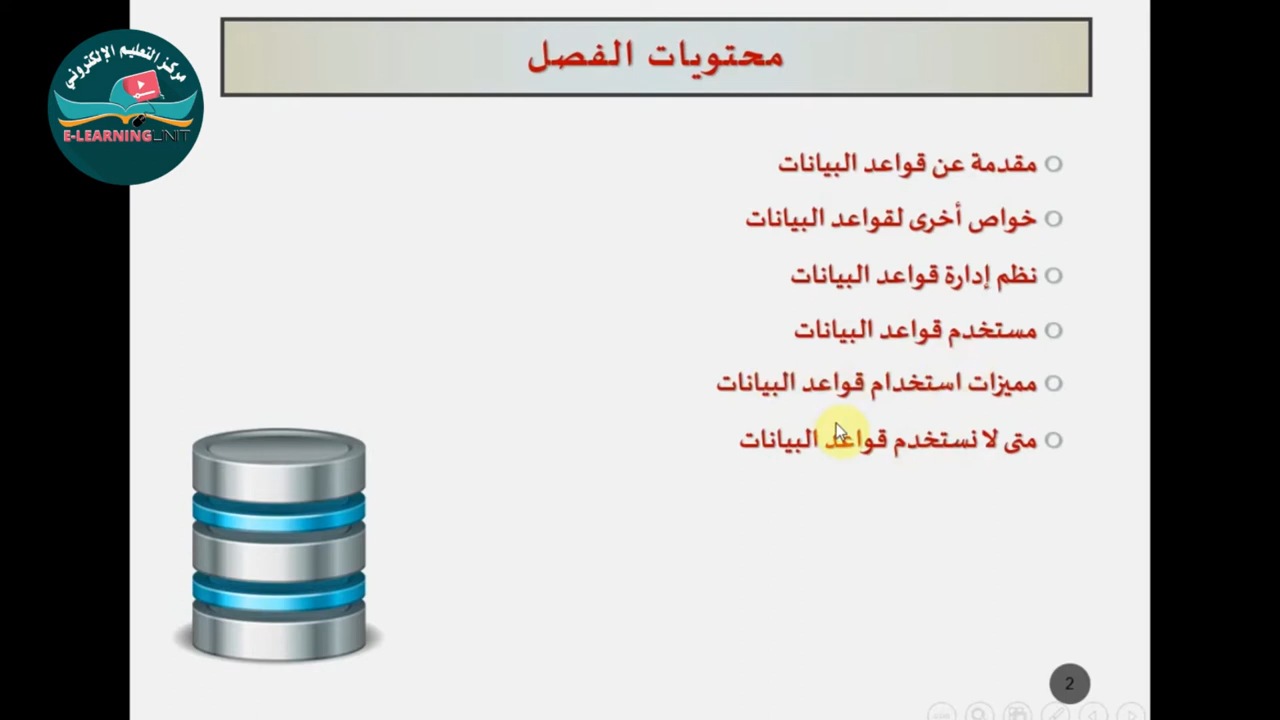 محتويات الفصل
مركز التعليم الإلكتروني
E-LEARNING UNIT
مقدمة عن قواعد البيانات
خواص أخرى لقواعد البيانات
نظم إدارة قواعد البيانات
مستخدم قواعد البيانات
مميزات استخدام قواعد البيانات
متى لا نستخدم قواعد البيانات
2